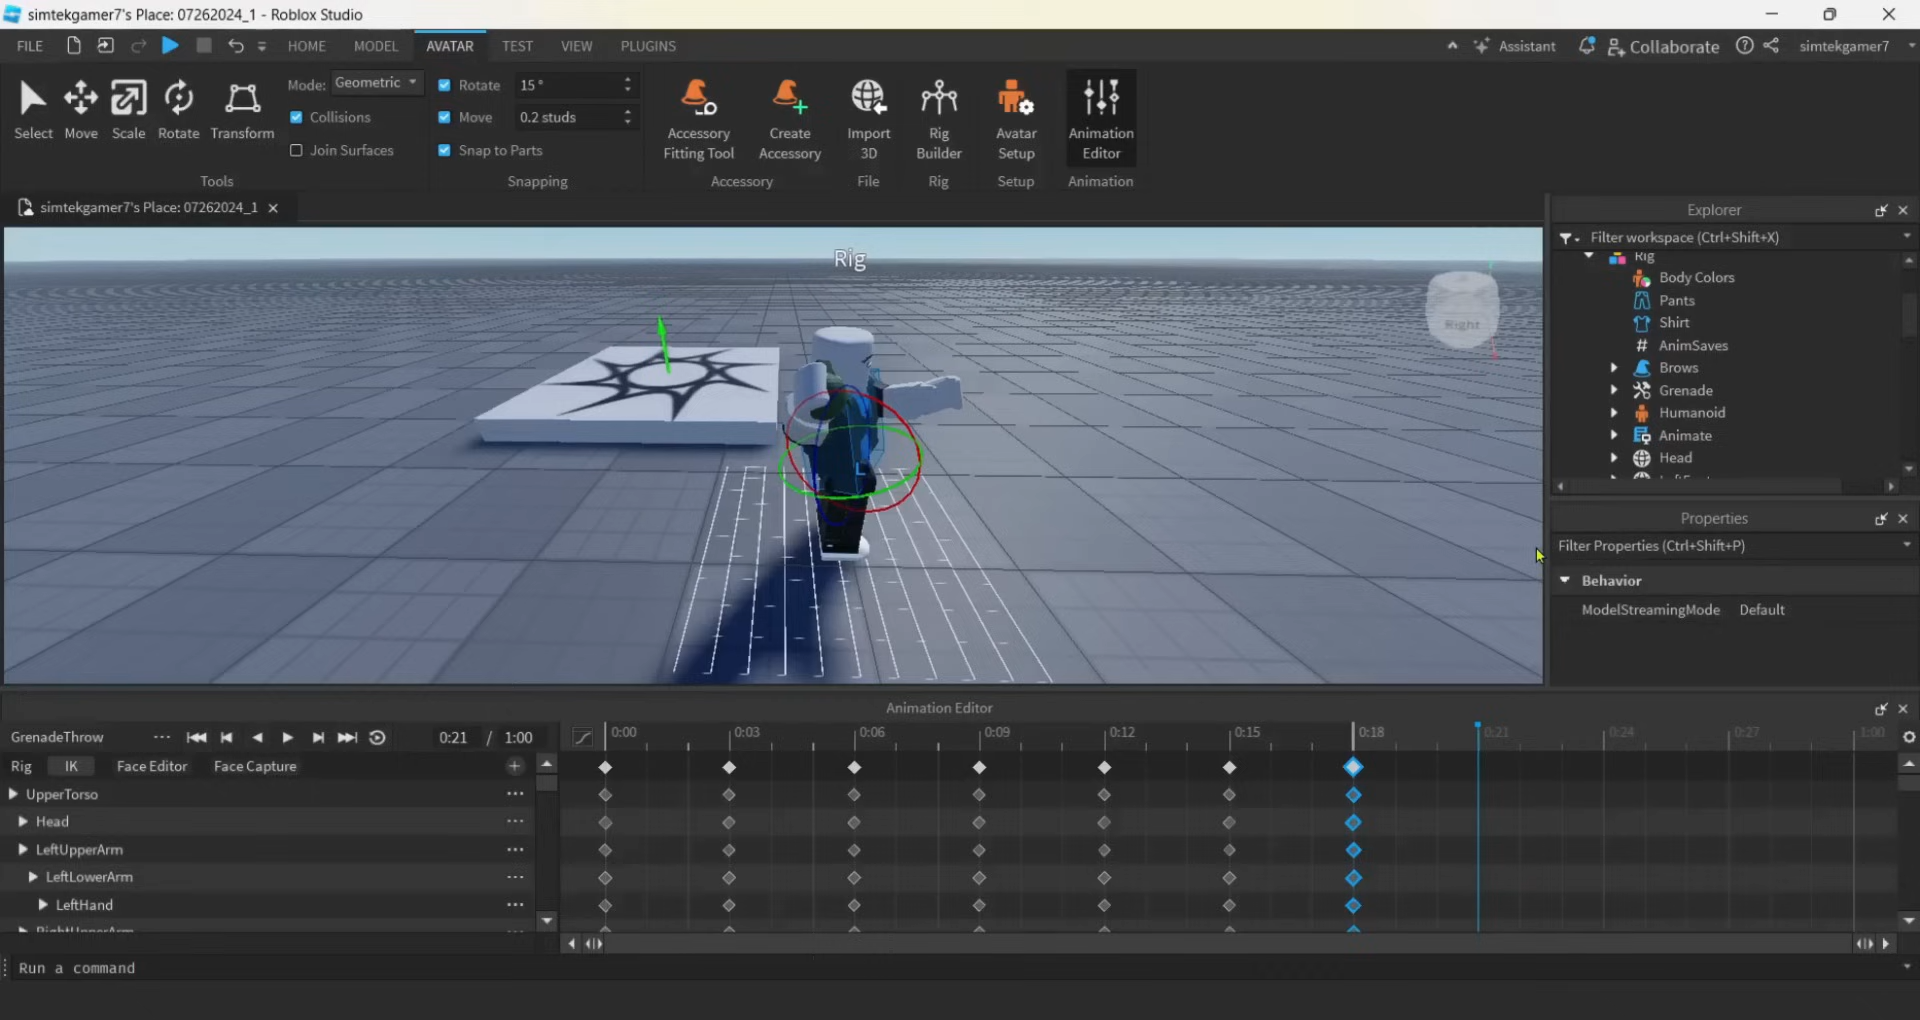 simtekgamer7's Place: 07262024_1 - Roblox Studio
FILE HOME MODEL AVATAR TEST VIEW PLUGINS Assistant Collaborate simtekgamer7
Select Move Scale Rotate Transform
Mode: Geometric
Collisions
Join Surfaces
Tools
Rotate 15 °
Move 0.2 studs
Snap to Parts
Snapping
Accessory
Fitting Tool
Create
Accessory
Accessory
Import
3D
File
Rig
Builder
Rig
Avatar
Setup
Setup
Animation
Editor
Animation
simtekgamer7's Place: 07262024_1
Rig
Right
L
Explorer
Filter workspace (Ctrl+Shift+X)
Rig
Body Colors
Pants
Shirt
# AnimSaves
Brows
Grenade
Humanoid
Animate
Head
Properties
Filter Properties (Ctrl+Shift+P)
Behavior
ModelStreamingMode Default
Animation Editor
GrenadeThrow ... 0:21 / 1:00
0:00 0:03 0:06 0:09 0:12 0:15 0:18 0:21 0:24 0:27 1:00
Rig IK Face Editor Face Capture
UpperTorso
Head
LeftUpperArm
LeftLowerArm
LeftHand
RightUpperArm
Run a command